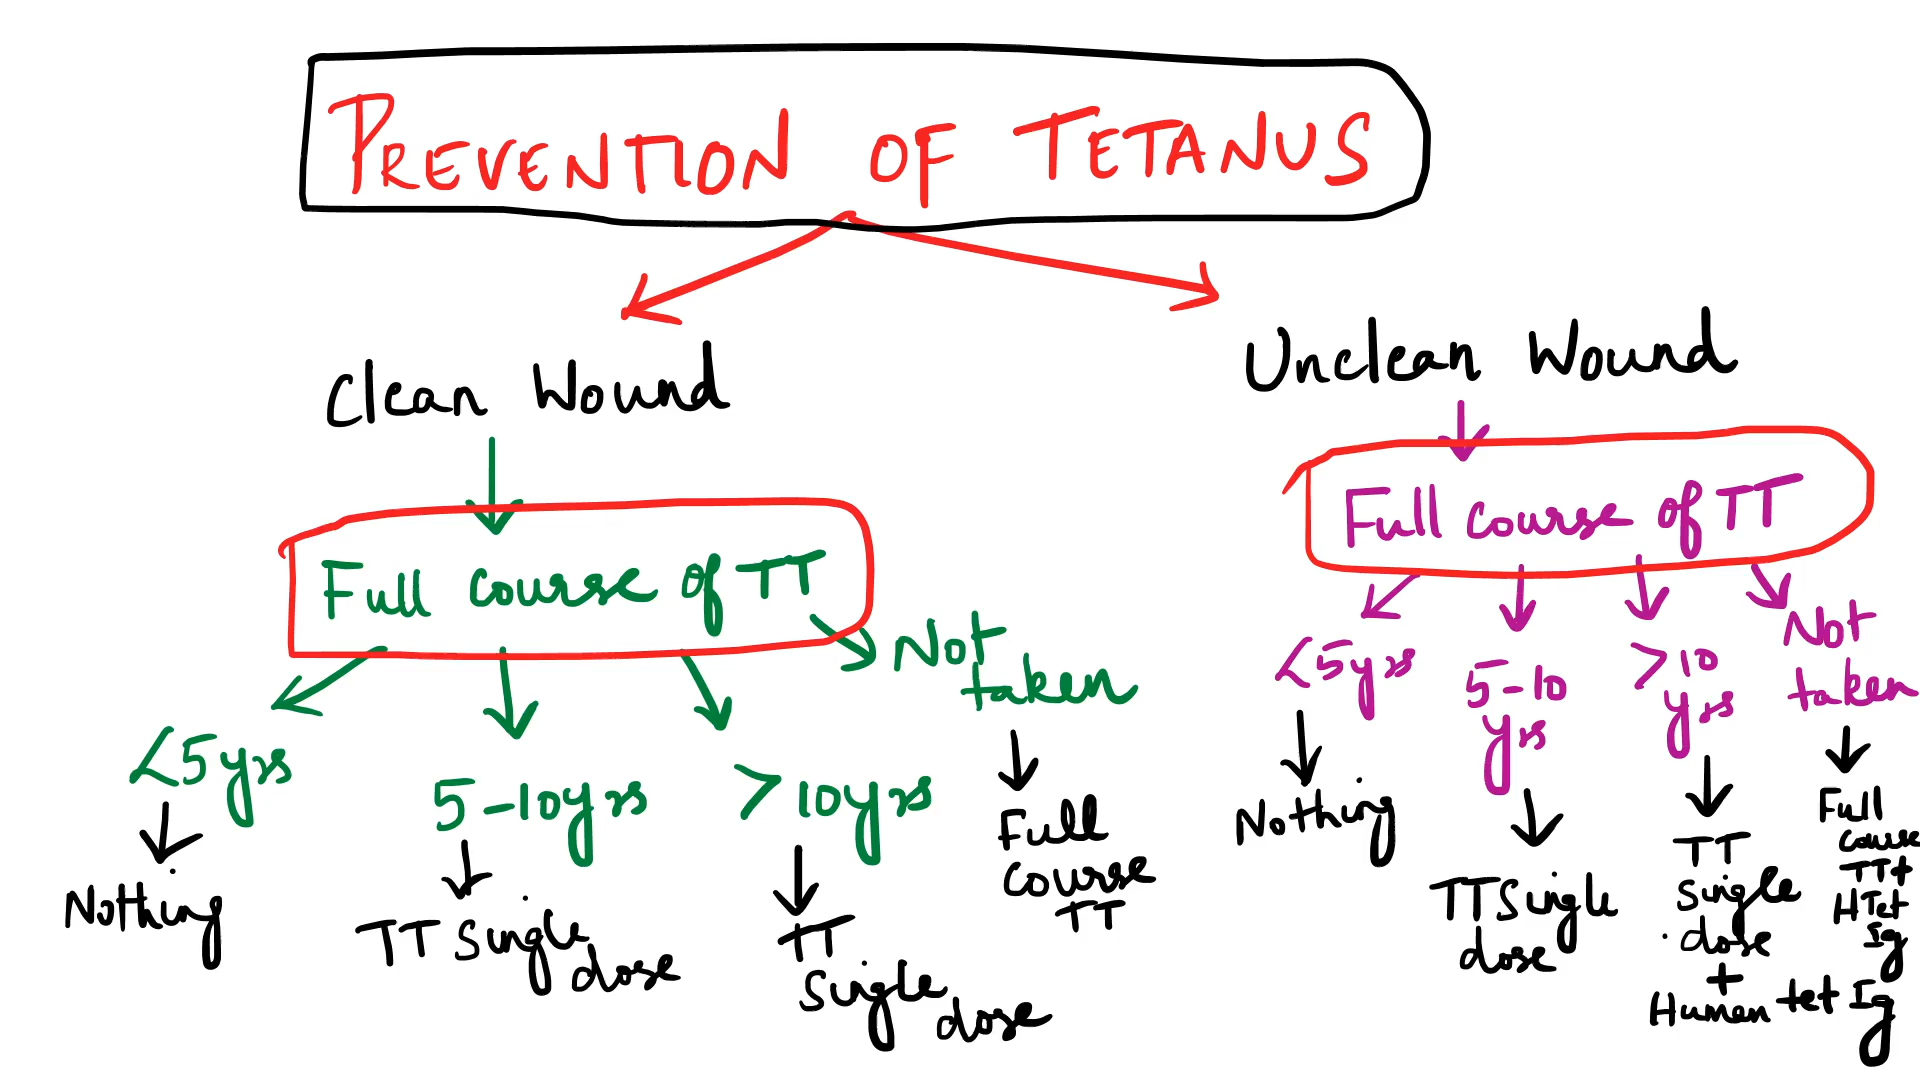 PREVENTION OF TETANUS
Clean Wound
Full course of TT
<5yrs
Nothing
5-10yrs
TT Single
dose
>10yrs
TT
Single
dose
Not
taken
Full
course
TT
Unclean Wound
Full course of TT
<5yrs
Nothing
5-10
yrs
TT Single
dose
>10
yrs
TT
Single
dose
+
Human tet Ig
Not
taken
Full
course
TT+
HTet
Ig